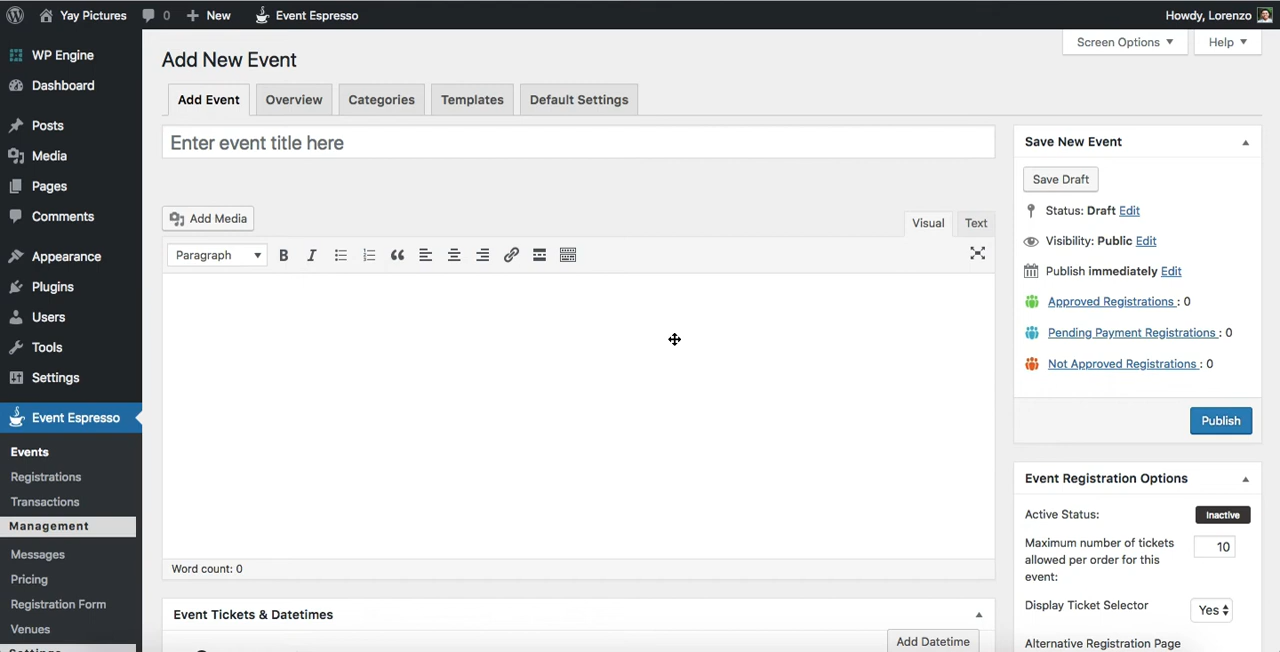 Yay Pictures
0
New
Event Espresso
Howdy, Lorenzo
WP Engine
Dashboard
Posts
Media
Pages
Comments
Appearance
Plugins
Users
Tools
Settings
Event Espresso
Events
Registrations
Transactions
Management
Messages
Pricing
Registration Form
Venues
Screen Options
Help
Add New Event
Add Event
Overview
Categories
Templates
Default Settings
Enter event title here
Add Media
Visual
Text
Paragraph
B
I
Word count: 0
Event Tickets & Datetimes
Add Datetime
Save New Event
Save Draft
Status: Draft Edit
Visibility: Public Edit
Publish immediately Edit
Approved Registrations : 0
Pending Payment Registrations : 0
Not Approved Registrations : 0
Publish
Event Registration Options
Active Status:
Inactive
Maximum number of tickets
allowed per order for this
event:
10
Display Ticket Selector
Yes
Alternative Registration Page